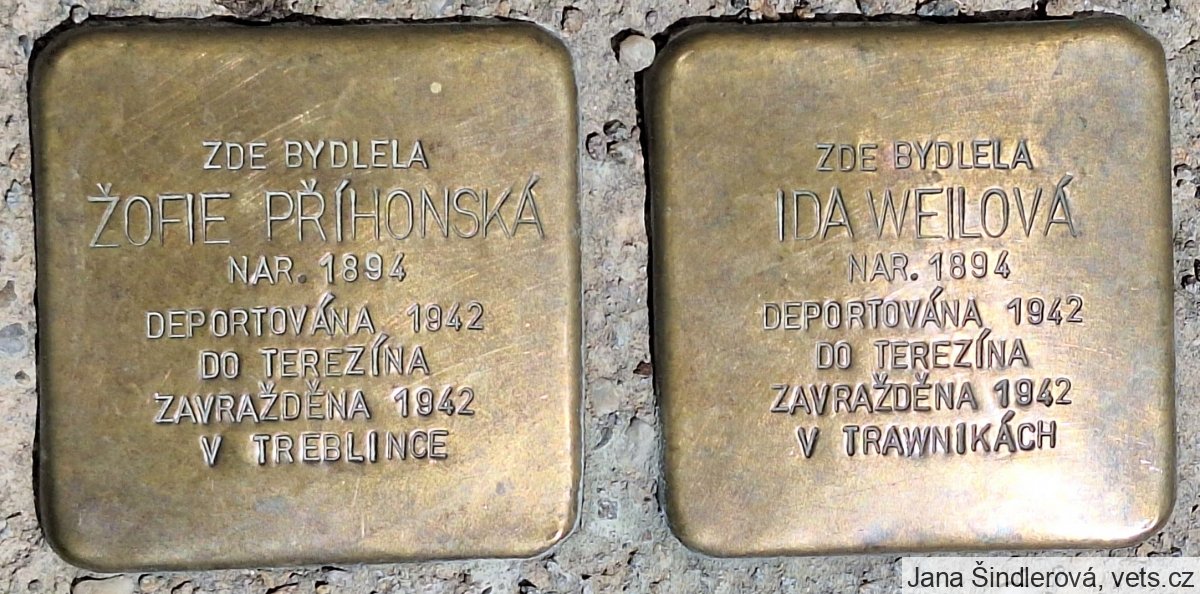 ZDE BYDLELA
ŽOFIE PŘÍHONSKÁ
NAR. 1894
DEPORTOVÁNA 1942
DO TEREZÍNA
ZAVRAŽDĚNA 1942
V TREBLINCE
ZDE BYDLELA
IDA WEILOVÁ
NAR. 1894
DEPORTOVÁNA 1942
DO TEREZÍNA
ZAVRAŽDĚNA 1942
V TRAWNIKÁCH
Jana Šindlerová, vets.cz